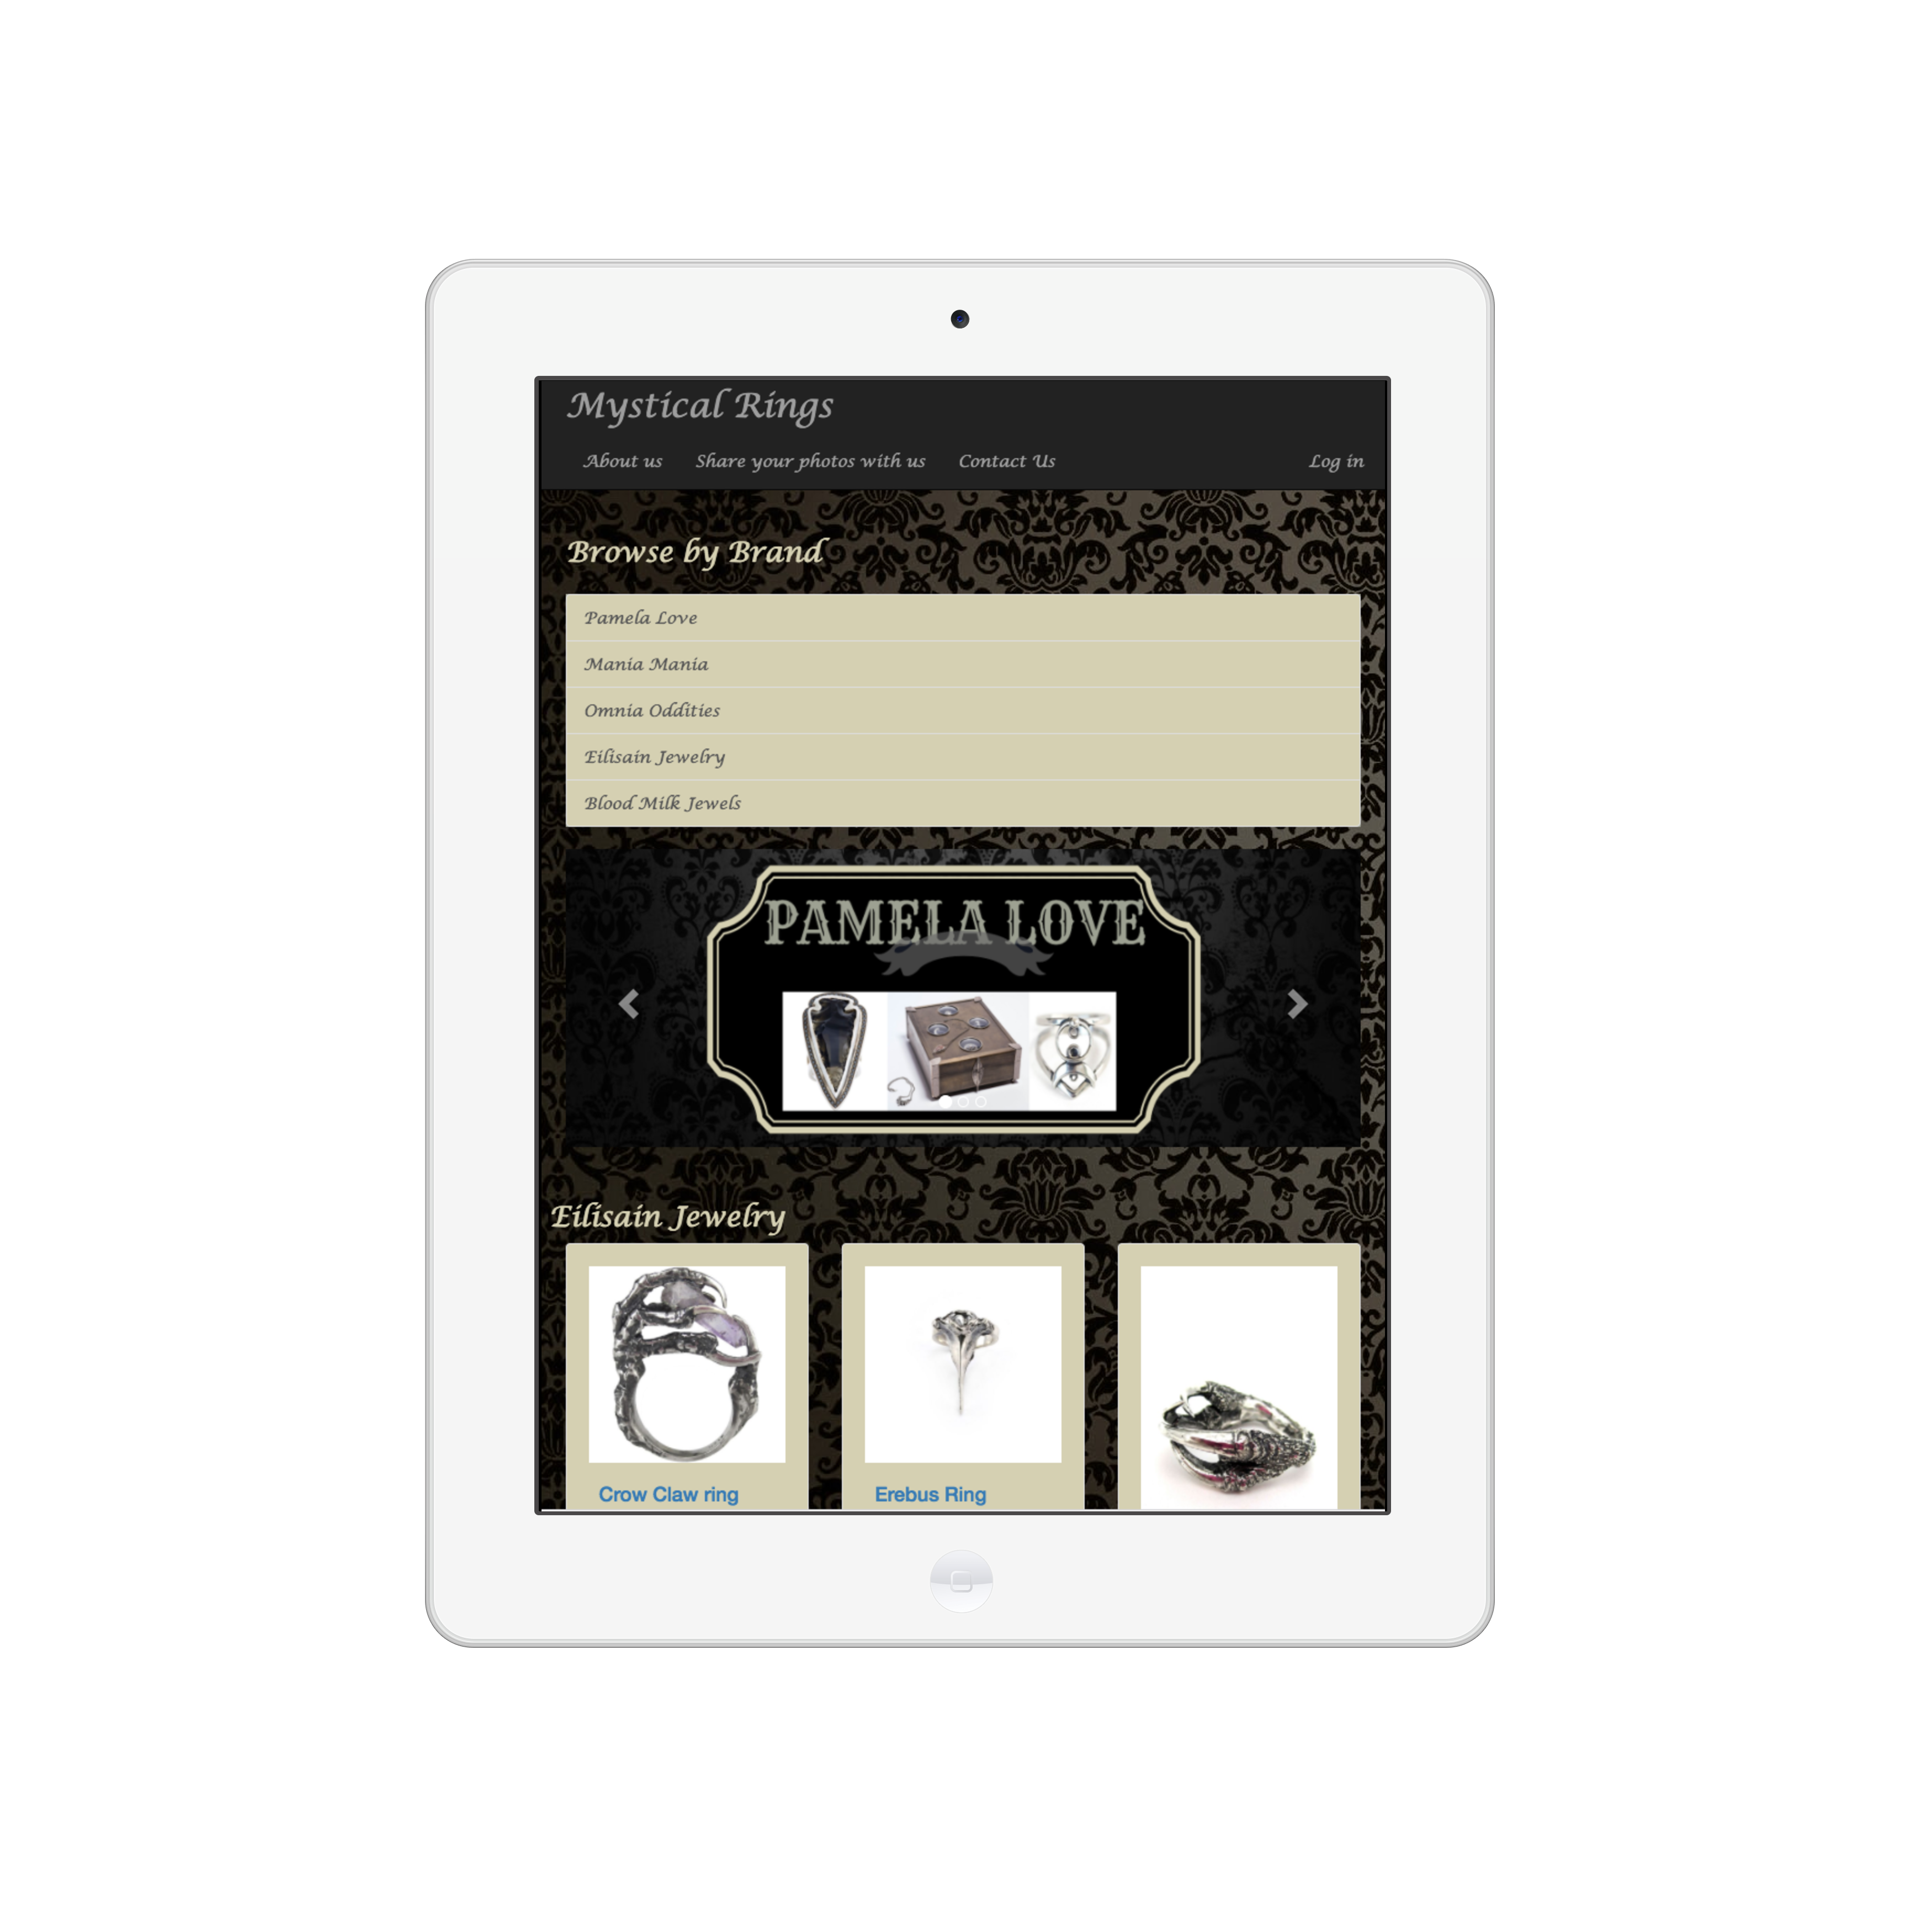 Mystical Rings
About us Share your photos with us Contact Us Log in
Browse by Brand
Pamela Love
Mania Mania
Omnia Oddities
Eilisain Jewelry
Blood Milk Jewels
PAMELA LOVE
Eilisain Jewelry
Crow Claw ring Erebus Ring